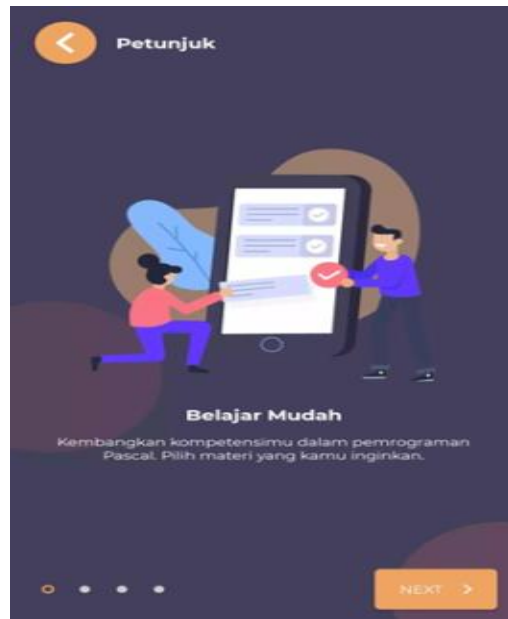 Petunjuk
Belajar Mudah
Kembangkan kompetensimu dalam pemrograman
Pascal. Pilih materi yang kamu inginkan.
NEXT